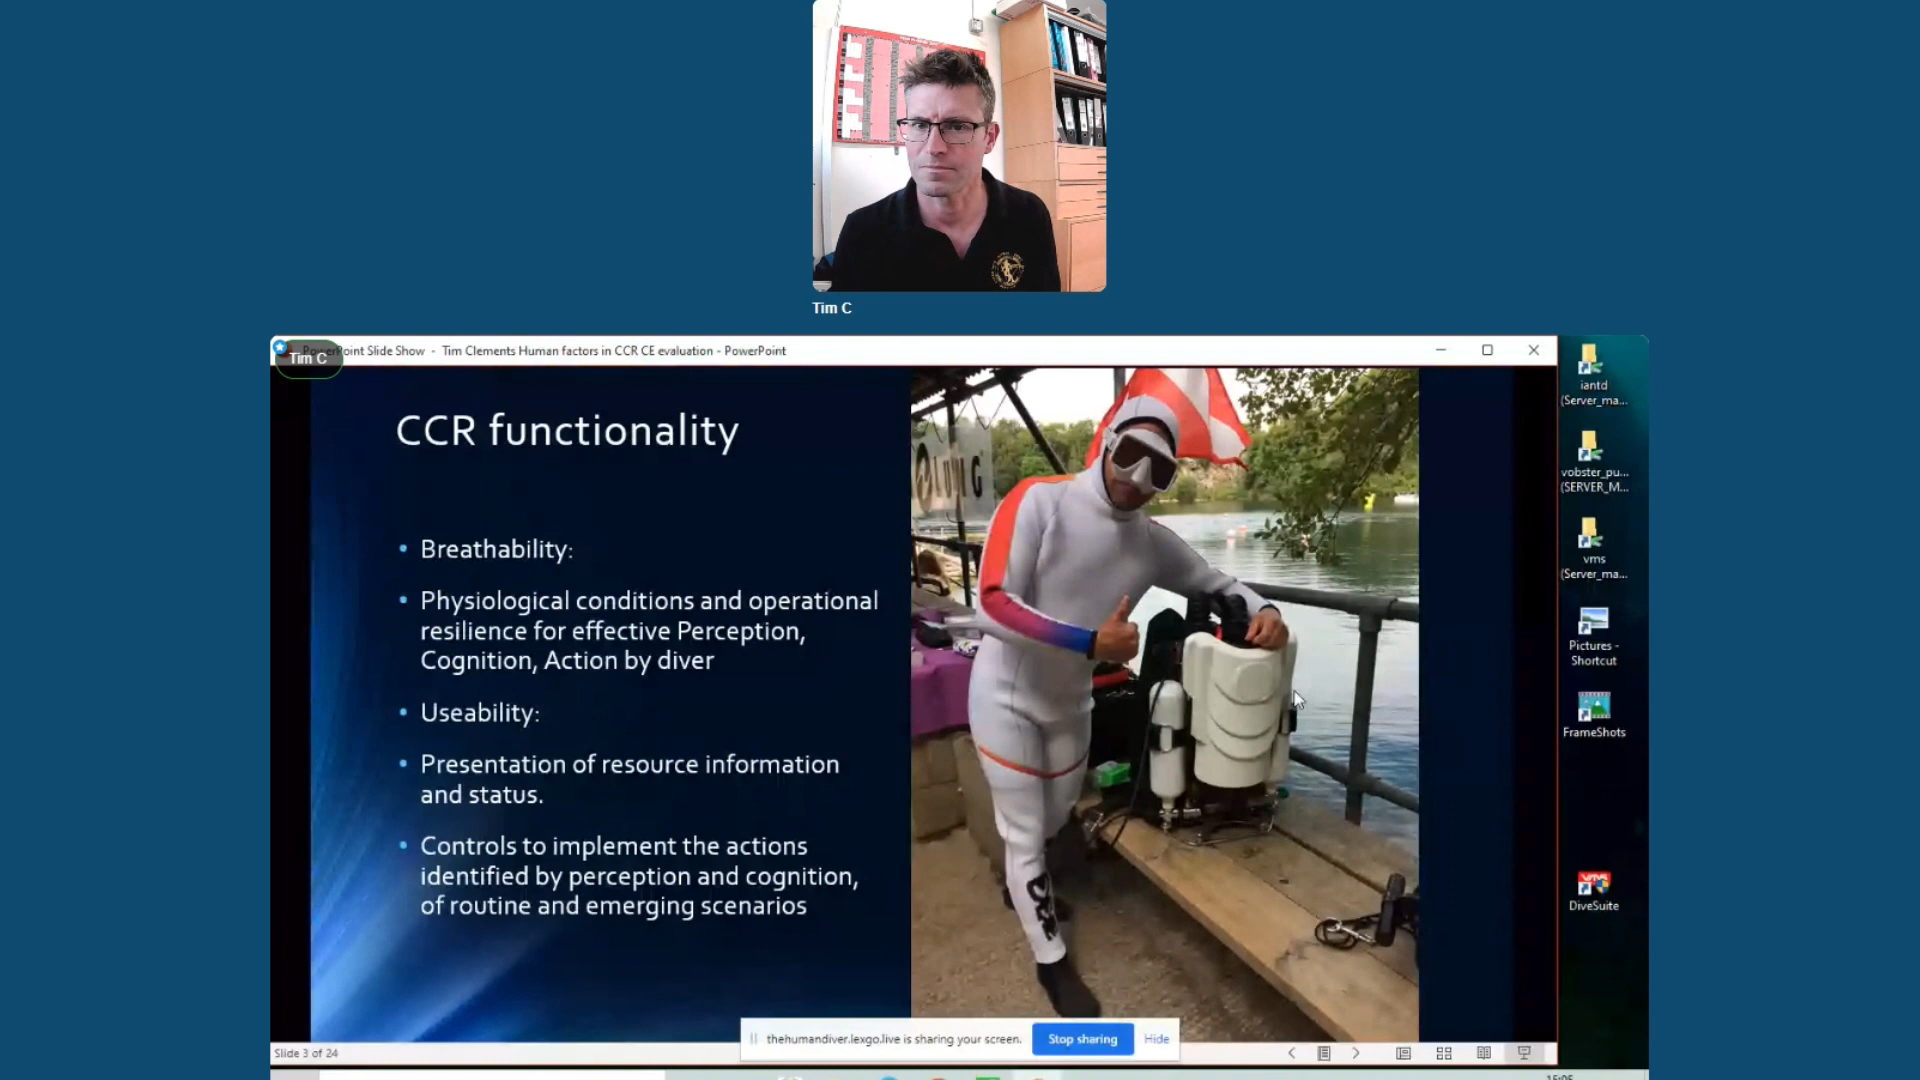 Tim C
PowerPoint Slide Show - Tim Clements Human factors in CCR CE evaluation - PowerPoint
Tim C
CCR functionality
• Breathability:
• Physiological conditions and operational
resilience for effective Perception,
Cognition, Action by diver
• Useability:
• Presentation of resource information
and status.
• Controls to implement the actions
identified by perception and cognition,
of routine and emerging scenarios
iantd
(Server_ma...
vobster_pu...
(SERVER_M...
vms
(Server_ma...
Pictures -
Shortcut
FrameShots
DiveSuite
thehumandiver.lexgo.live is sharing your screen.
Stop sharing
Hide
Slide 3 of 24